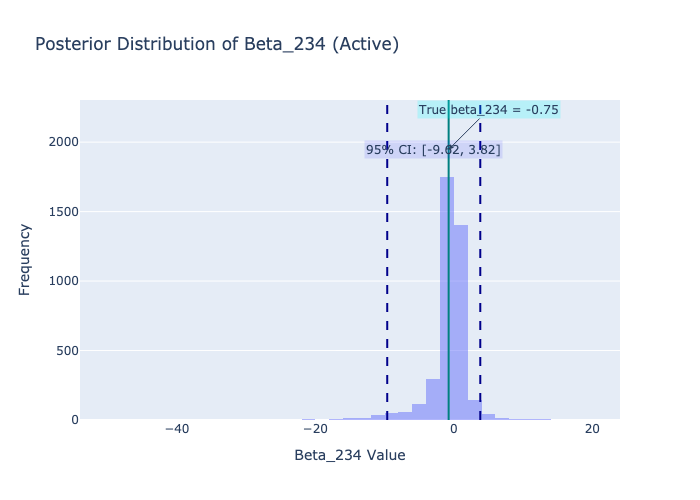 Posterior Distribution of Beta_234 (Active)
True beta_234 = -0.75
95% CI: [-9.62, 3.82]
2000
1500
1000
500
0
Frequency
−40
−20
0
20
Beta_234 Value